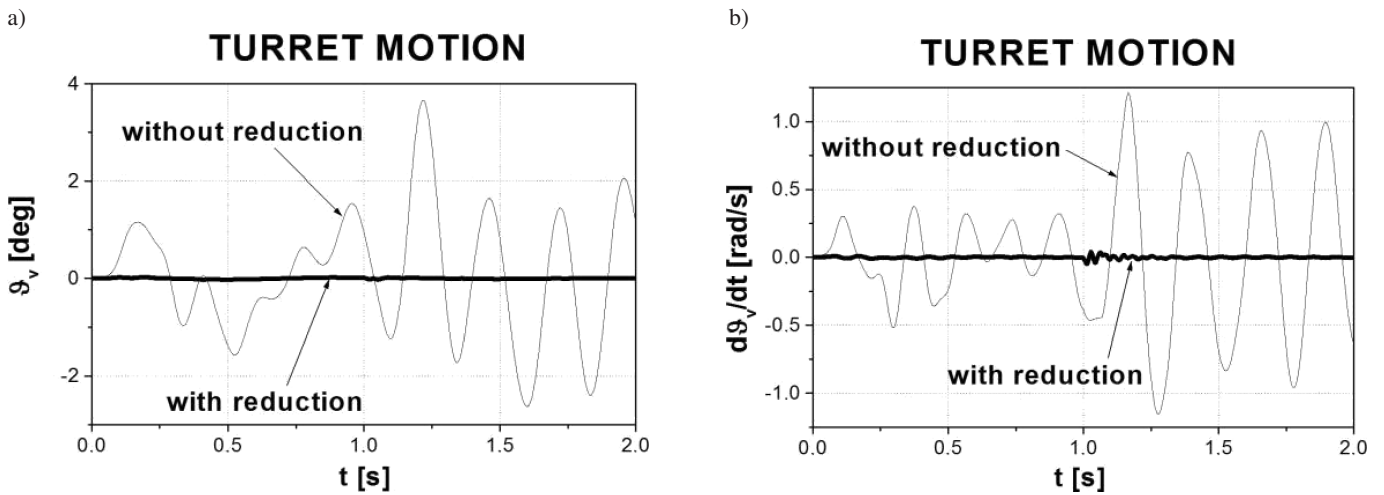 a)
TURRET MOTION
4
2
0
-2
ϑv [deg]
without reduction
with reduction
0.0 0.5 1.0 1.5 2.0
t [s]
b)
TURRET MOTION
1.0
0.5
0.0
-0.5
-1.0
dϑv/dt [rad/s]
without reduction
with reduction
0.0 0.5 1.0 1.5 2.0
t [s]